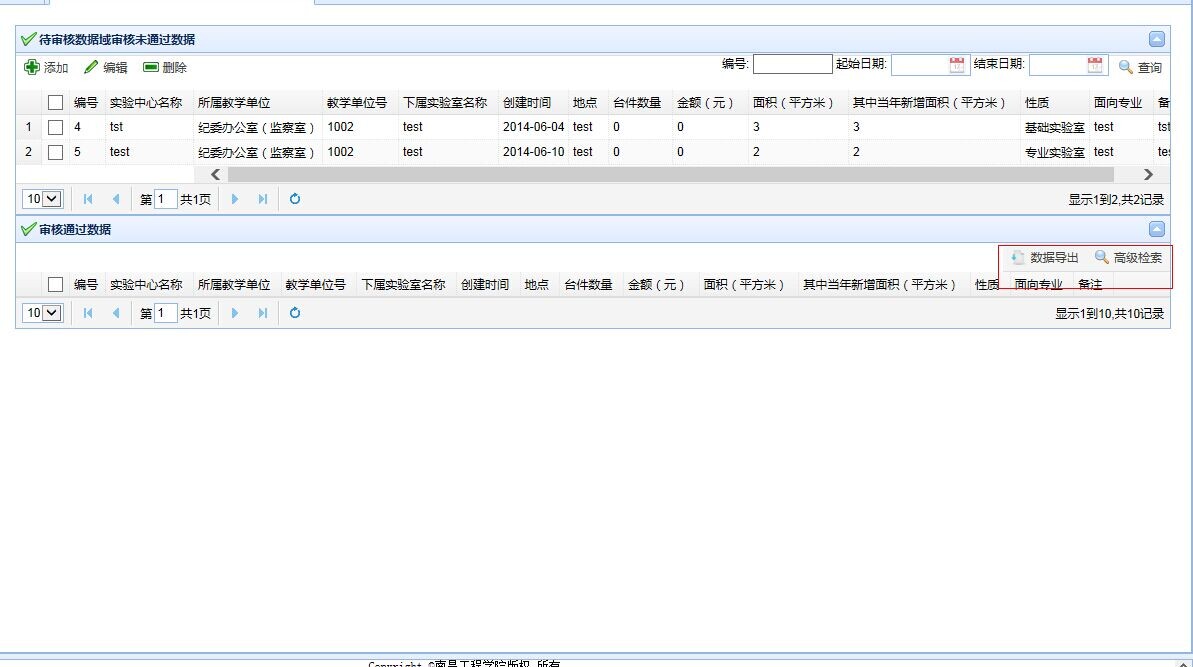 待审核数据域审核未通过数据
添加 编辑 删除 编号: 起始日期: 结束日期: 查询
编号 实验中心名称 所属教学单位 教学单位号 下属实验室名称 创建时间 地点 台件数量 金额（元） 面积（平方米） 其中当年新增面积（平方米） 性质 面向专业 备
1 4 tst 纪委办公室（监察室） 1002 test 2014-06-04 test 0 0 3 3 基础实验室 test tst
2 5 test 纪委办公室（监察室） 1002 test 2014-06-10 test 0 0 2 2 专业实验室 test tes
10 第 1 共1页 显示1到2,共2记录
审核通过数据
数据导出 高级检索
编号 实验中心名称 所属教学单位 教学单位号 下属实验室名称 创建时间 地点 台件数量 金额（元） 面积（平方米） 其中当年新增面积（平方米） 性质 面向专业 备注
10 第 1 共1页 显示1到10,共10记录
Copyright ©南昌工程学院版权 所有